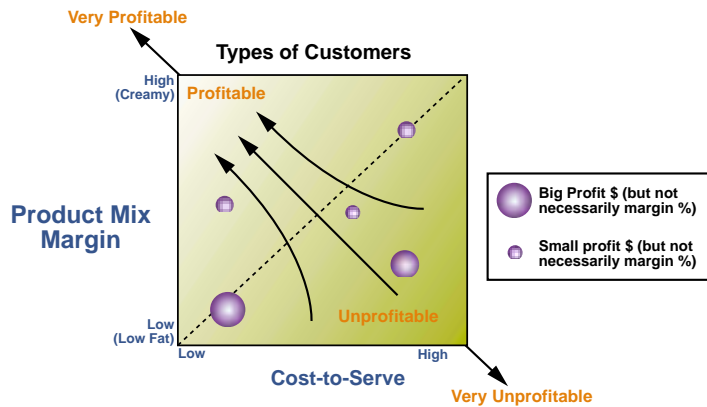 Very Profitable
Types of Customers
High
(Creamy)
Profitable
Product Mix
Margin
Big Profit $ (but not
necessarily margin %)
Small profit $ (but not
necessarily margin %)
Unprofitable
Low
(Low Fat)
Low
High
Cost-to-Serve
Very Unprofitable